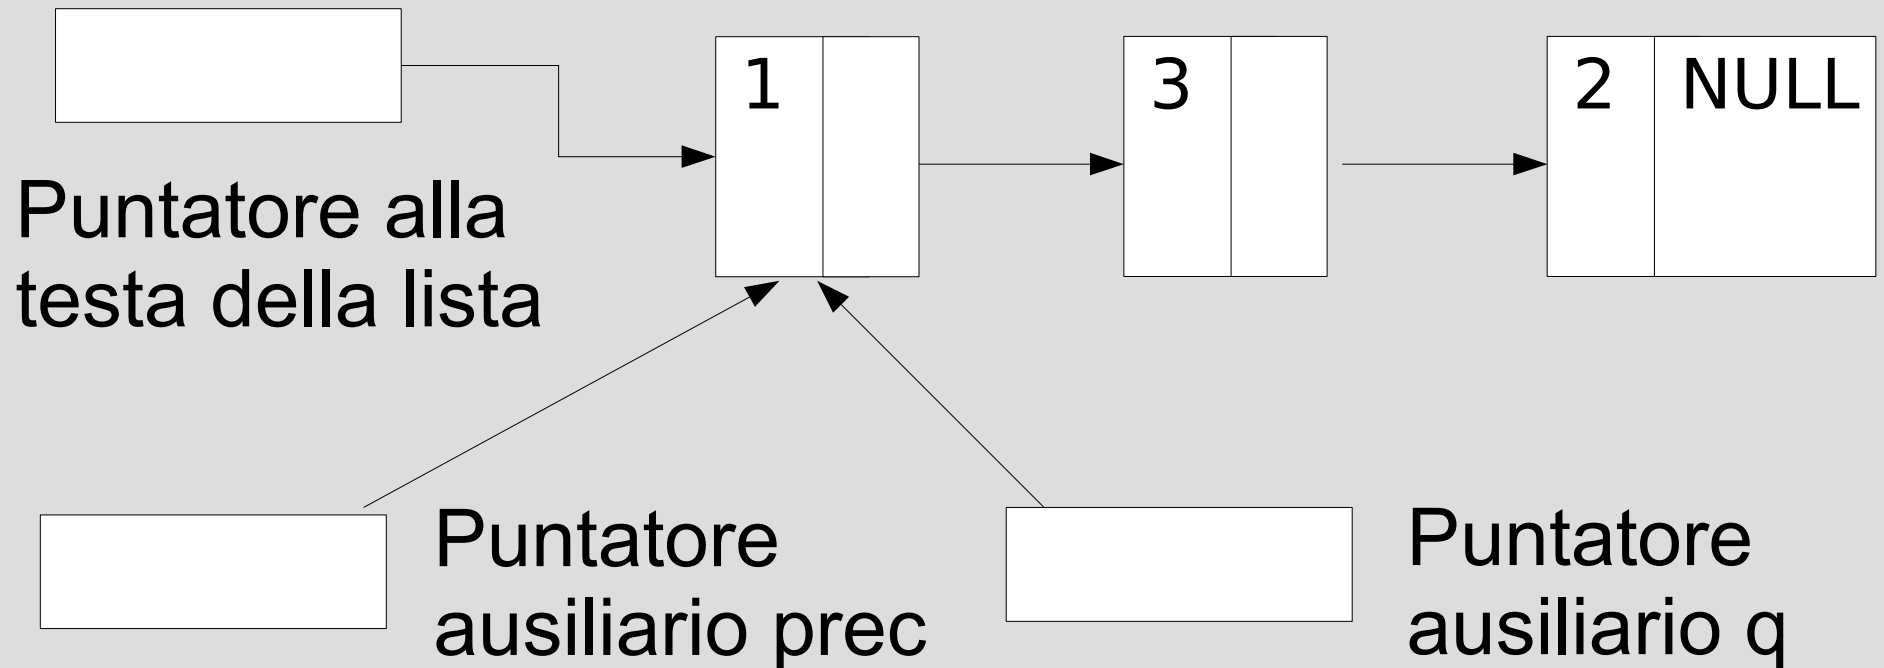 1
3
2 NULL
Puntatore alla
testa della lista
Puntatore
ausiliario prec
Puntatore
ausiliario q